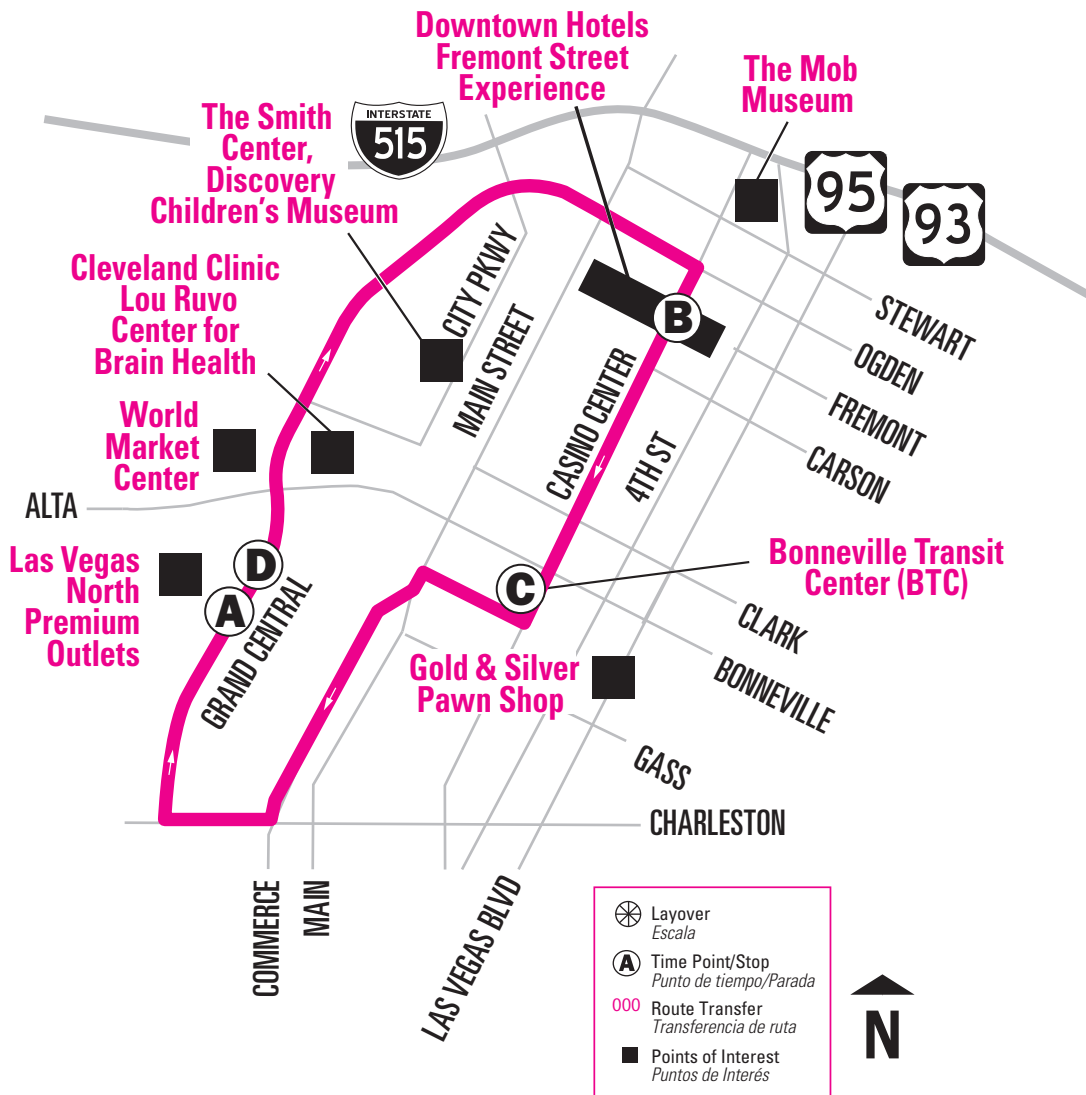 Downtown Hotels
Fremont Street
Experience
The Mob
Museum
The Smith
Center,
Discovery
Children's Museum
INTERSTATE
515
95
93
Cleveland Clinic
Lou Ruvo
Center for
Brain Health
CITY PKWY
MAIN STREET
B
STEWART
OGDEN
FREMONT
CARSON
CASINO CENTER
4TH ST
World
Market
Center
ALTA
Las Vegas
North
Premium
Outlets
D
A
GRAND CENTRAL
C
Bonneville Transit
Center (BTC)
CLARK
BONNEVILLE
Gold & Silver
Pawn Shop
GASS
CHARLESTON
COMMERCE
MAIN
LAS VEGAS BLVD
Layover
Escala
A Time Point/Stop
Punto de tiempo/Parada
000 Route Transfer
Transferencia de ruta
Points of Interest
Puntos de Interés
N